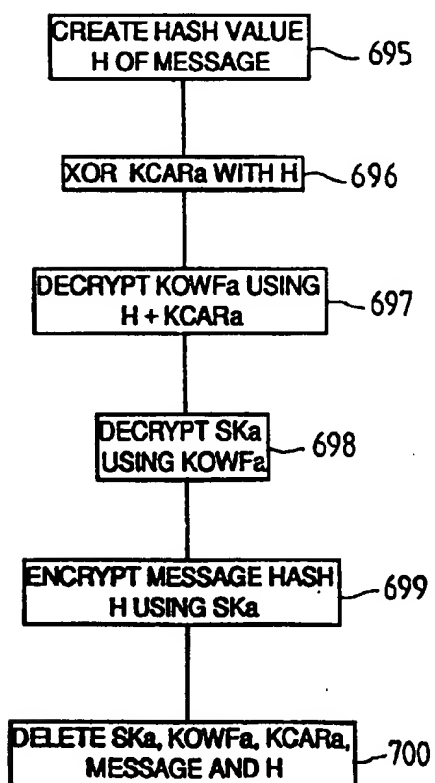 CREATE HASH VALUE
H OF MESSAGE
695
XOR KCARa WITH H
696
DECRYPT KOWFa USING
H + KCARa
697
DECRYPT SKa
USING KOWFa
698
ENCRYPT MESSAGE HASH
H USING SKa
699
DELETE SKa, KOWFa, KCARa,
MESSAGE AND H
700